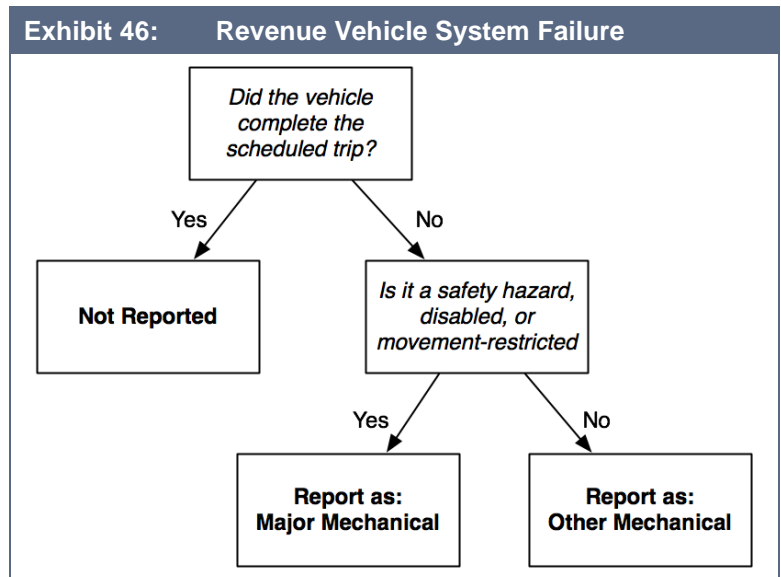 Exhibit 46: Revenue Vehicle System Failure
Did the vehicle
complete the
scheduled trip?
Yes
No
Not Reported
Is it a safety hazard,
disabled, or
movement-restricted
Yes
No
Report as:
Major Mechanical
Report as:
Other Mechanical